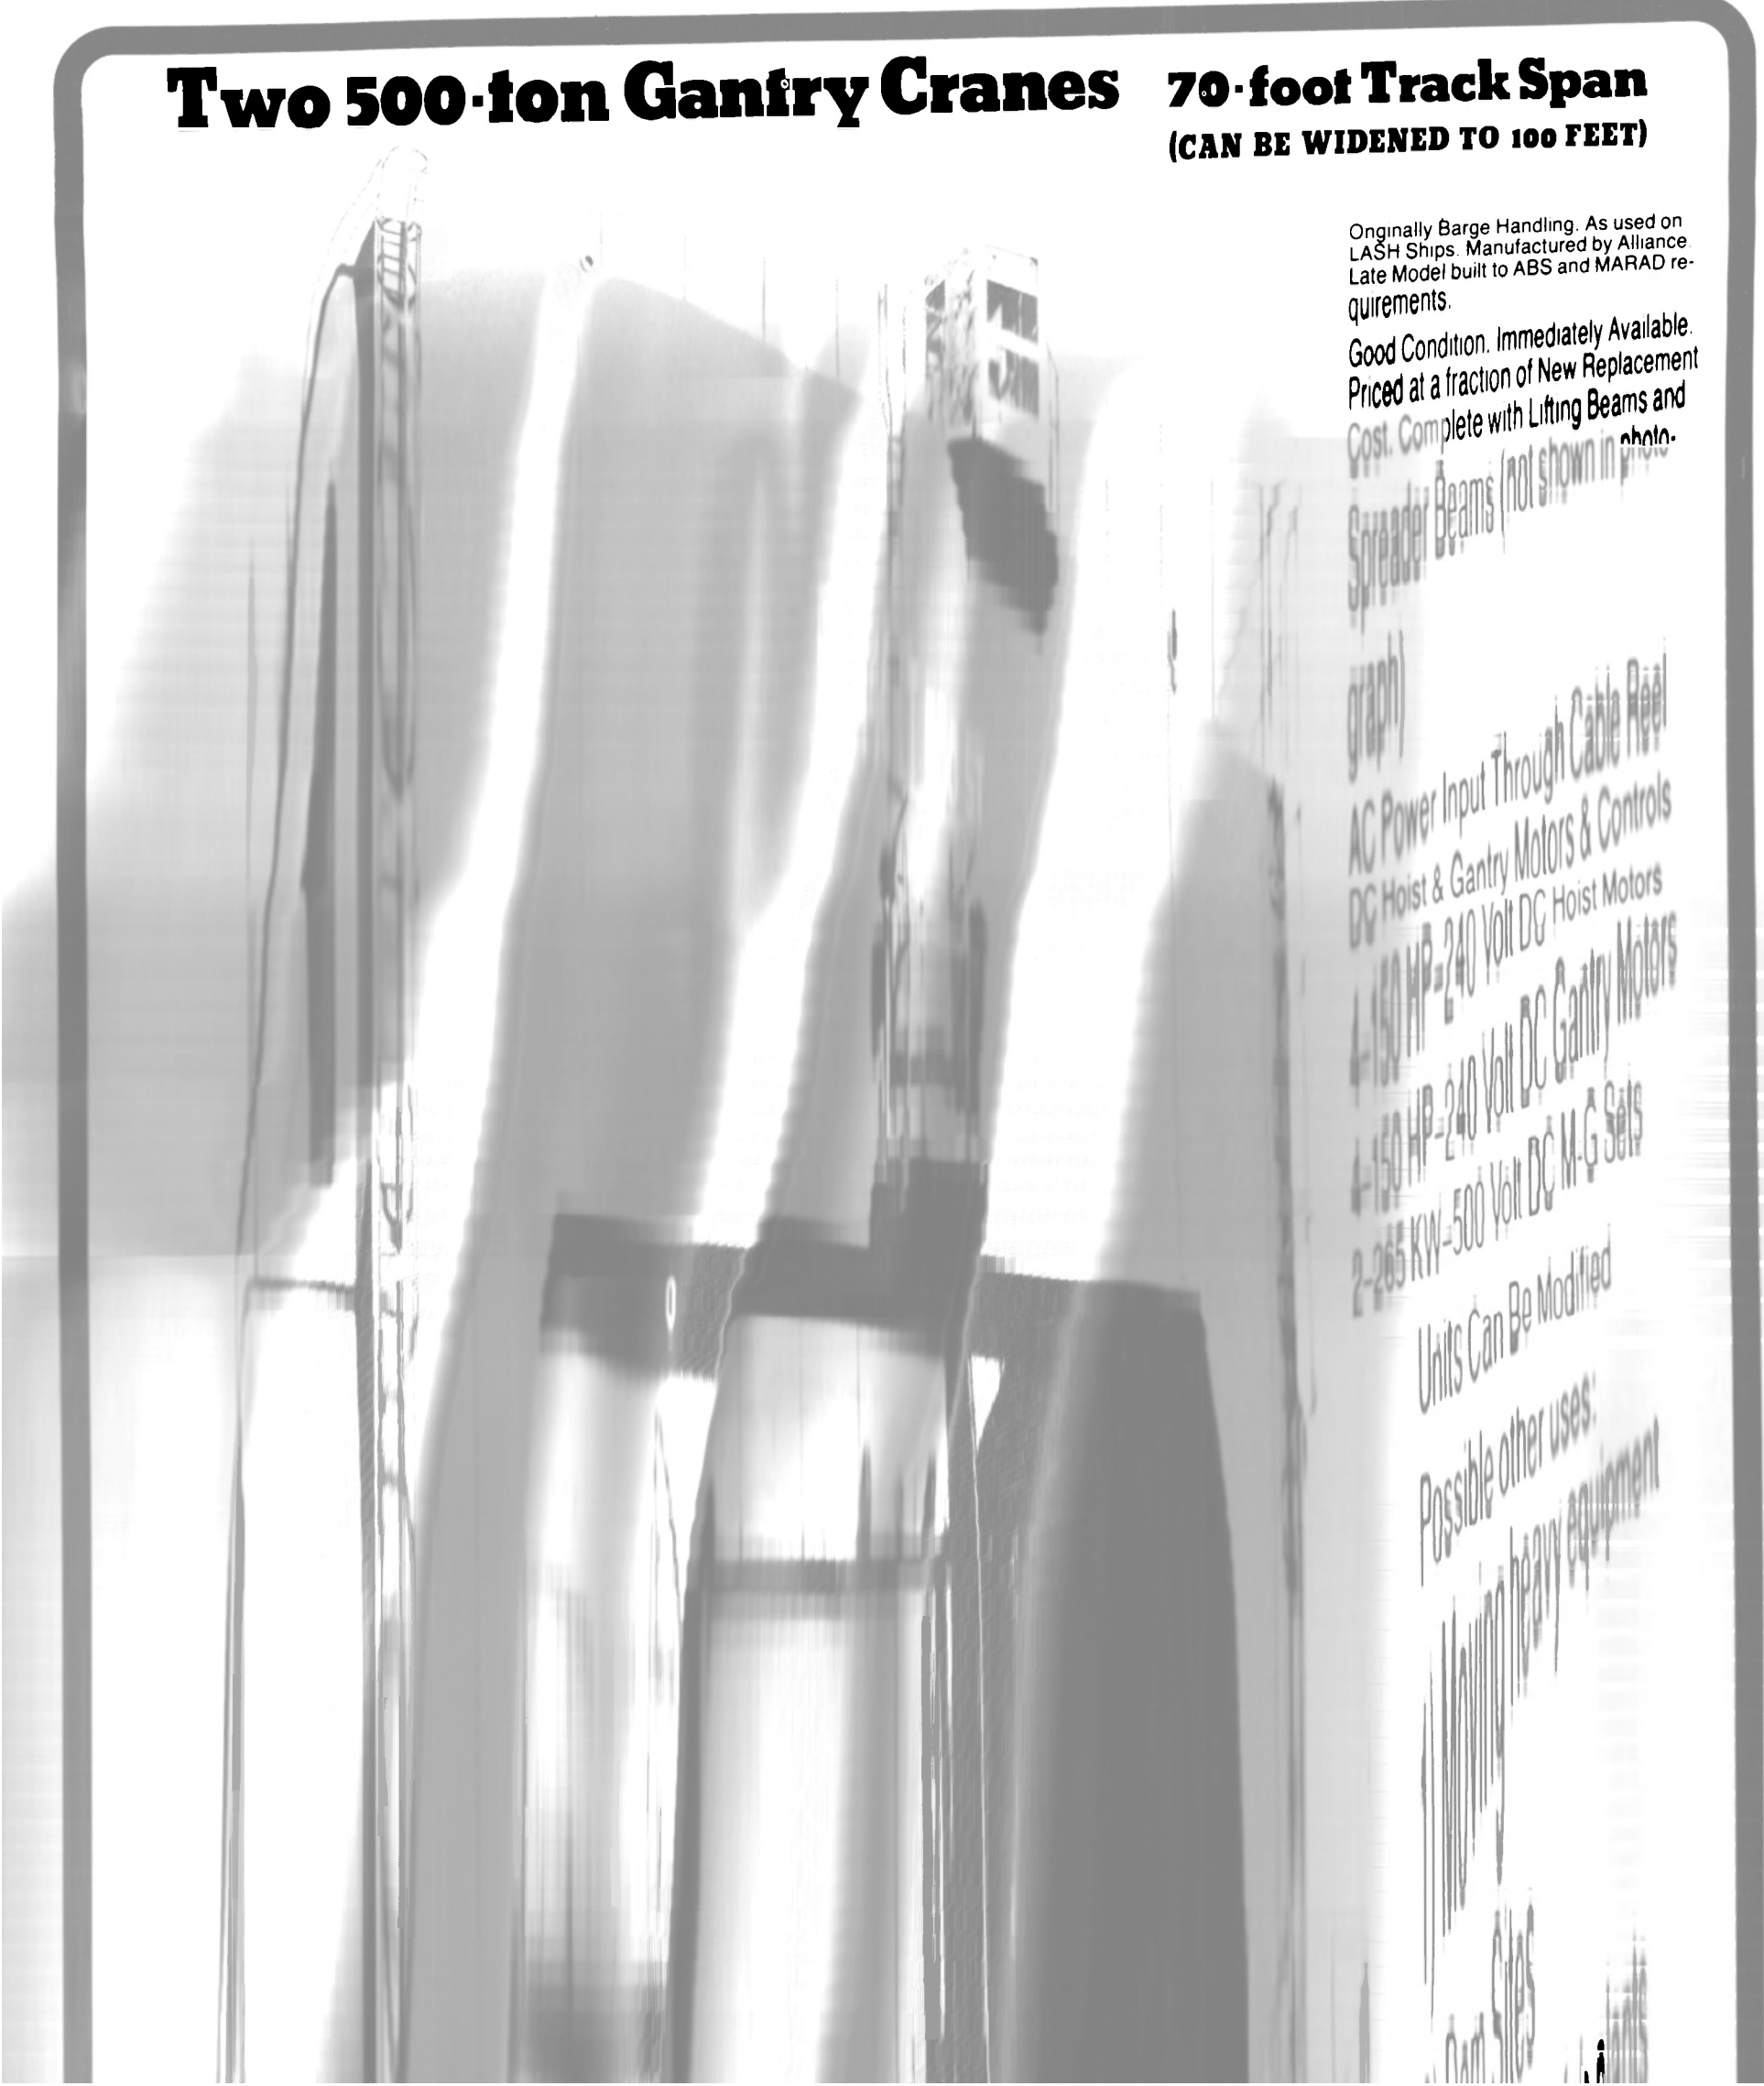 Two 500-ton Gantry Cranes
70-foot Track Span
(CAN BE WIDENED TO 100 FEET)
Originally Barge Handling. As used on
LASH Ships. Manufactured by Alliance.
Late Model built to ABS and MARAD re-
quirements.
Good Condition. Immediately Available.
Priced at a fraction of New Replacement
Cost. Complete with Lifting Beams and
Spreader Beams (not shown in photo-
graph)
AC Power Input Through Cable Reel
DC Hoist & Gantry Motors & Controls
4-150 HP-240 Volt DC Hoist Motors
4-150 HP-240 Volt DC Gantry Motors
2-265 KW-500 Volt DC M-G Sets
Units Can Be Modified
Possible other uses:
1) Moving heavy equipment
Dam Sites